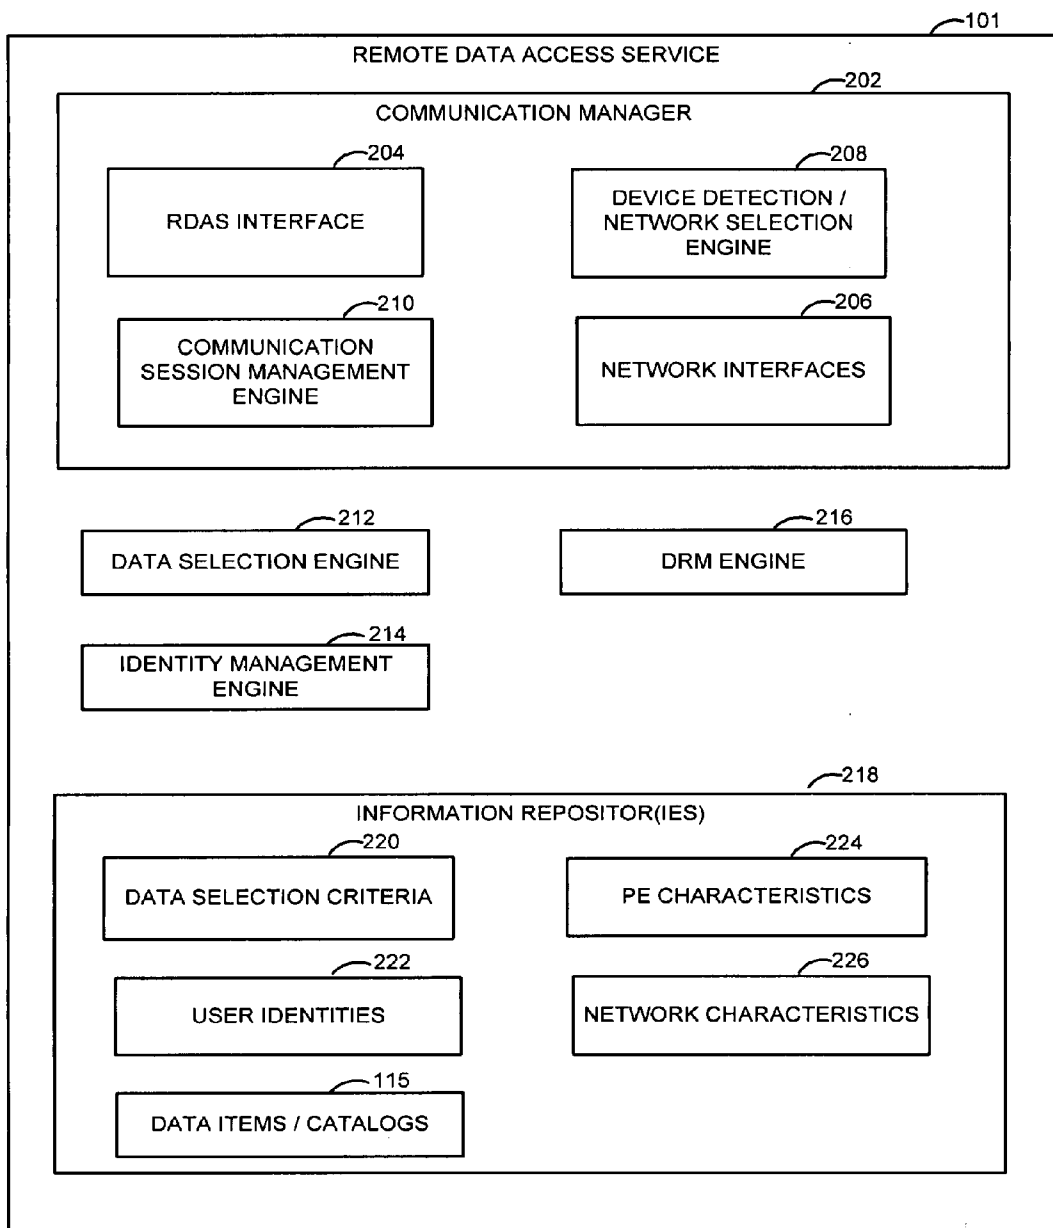 101
REMOTE DATA ACCESS SERVICE
202
COMMUNICATION MANAGER
204
RDAS INTERFACE
208
DEVICE DETECTION /
NETWORK SELECTION
ENGINE
210
COMMUNICATION
SESSION MANAGEMENT
ENGINE
206
NETWORK INTERFACES
212
DATA SELECTION ENGINE
216
DRM ENGINE
214
IDENTITY MANAGEMENT
ENGINE
218
INFORMATION REPOSITOR(IES)
220
DATA SELECTION CRITERIA
224
PE CHARACTERISTICS
222
USER IDENTITIES
226
NETWORK CHARACTERISTICS
115
DATA ITEMS / CATALOGS